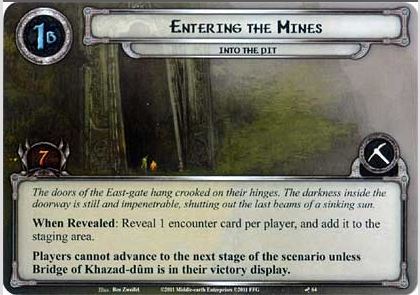 1B
ENTERING THE MINES
INTO THE PIT
7
The doors of the East-gate hang crooked on their hinges. The darkness inside the
doorway is still and impenetrable, shutting out the last beams of a sinking sun.
When Revealed: Reveal 1 encounter card per player, and add it to the
staging area.
Players cannot advance to the next stage of the scenario unless
Bridge of Khazad-dûm is in their victory display.
Illus. Ben Zweifel ©2011 Middle-earth Enterprises ©2011 FFG 64